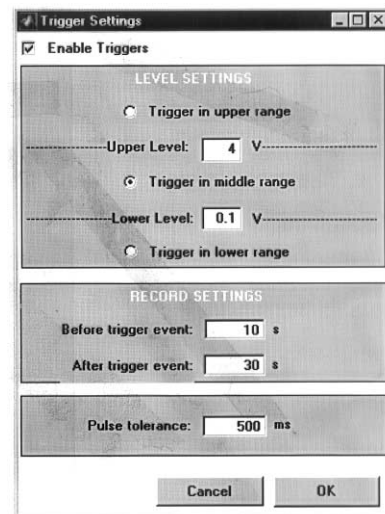 Trigger Settings
Enable Triggers
LEVEL SETTINGS
Trigger in upper range
Upper Level: 4 V
Trigger in middle range
Lower Level: 0.1 V
Trigger in lower range
RECORD SETTINGS
Before trigger event: 10 s
After trigger event: 30 s
Pulse tolerance: 500 ms
Cancel OK